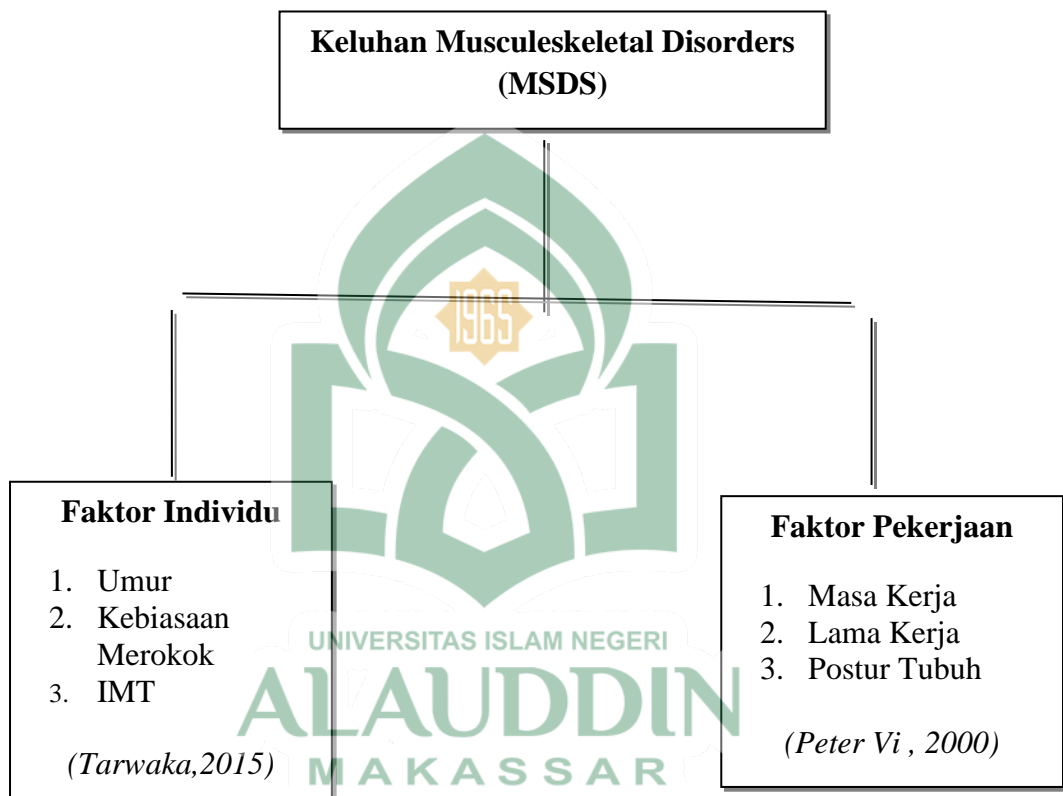 Keluhan Musculeskeletal Disorders
(MSDS)
1965
Faktor Individu
1. Umur
2. Kebiasaan
Merokok
3. IMT
(Tarwaka,2015)
Faktor Pekerjaan
1. Masa Kerja
2. Lama Kerja
3. Postur Tubuh
(Peter Vi , 2000)
UNIVERSITAS ISLAM NEGERI
ALAUDDIN
MAKASSAR